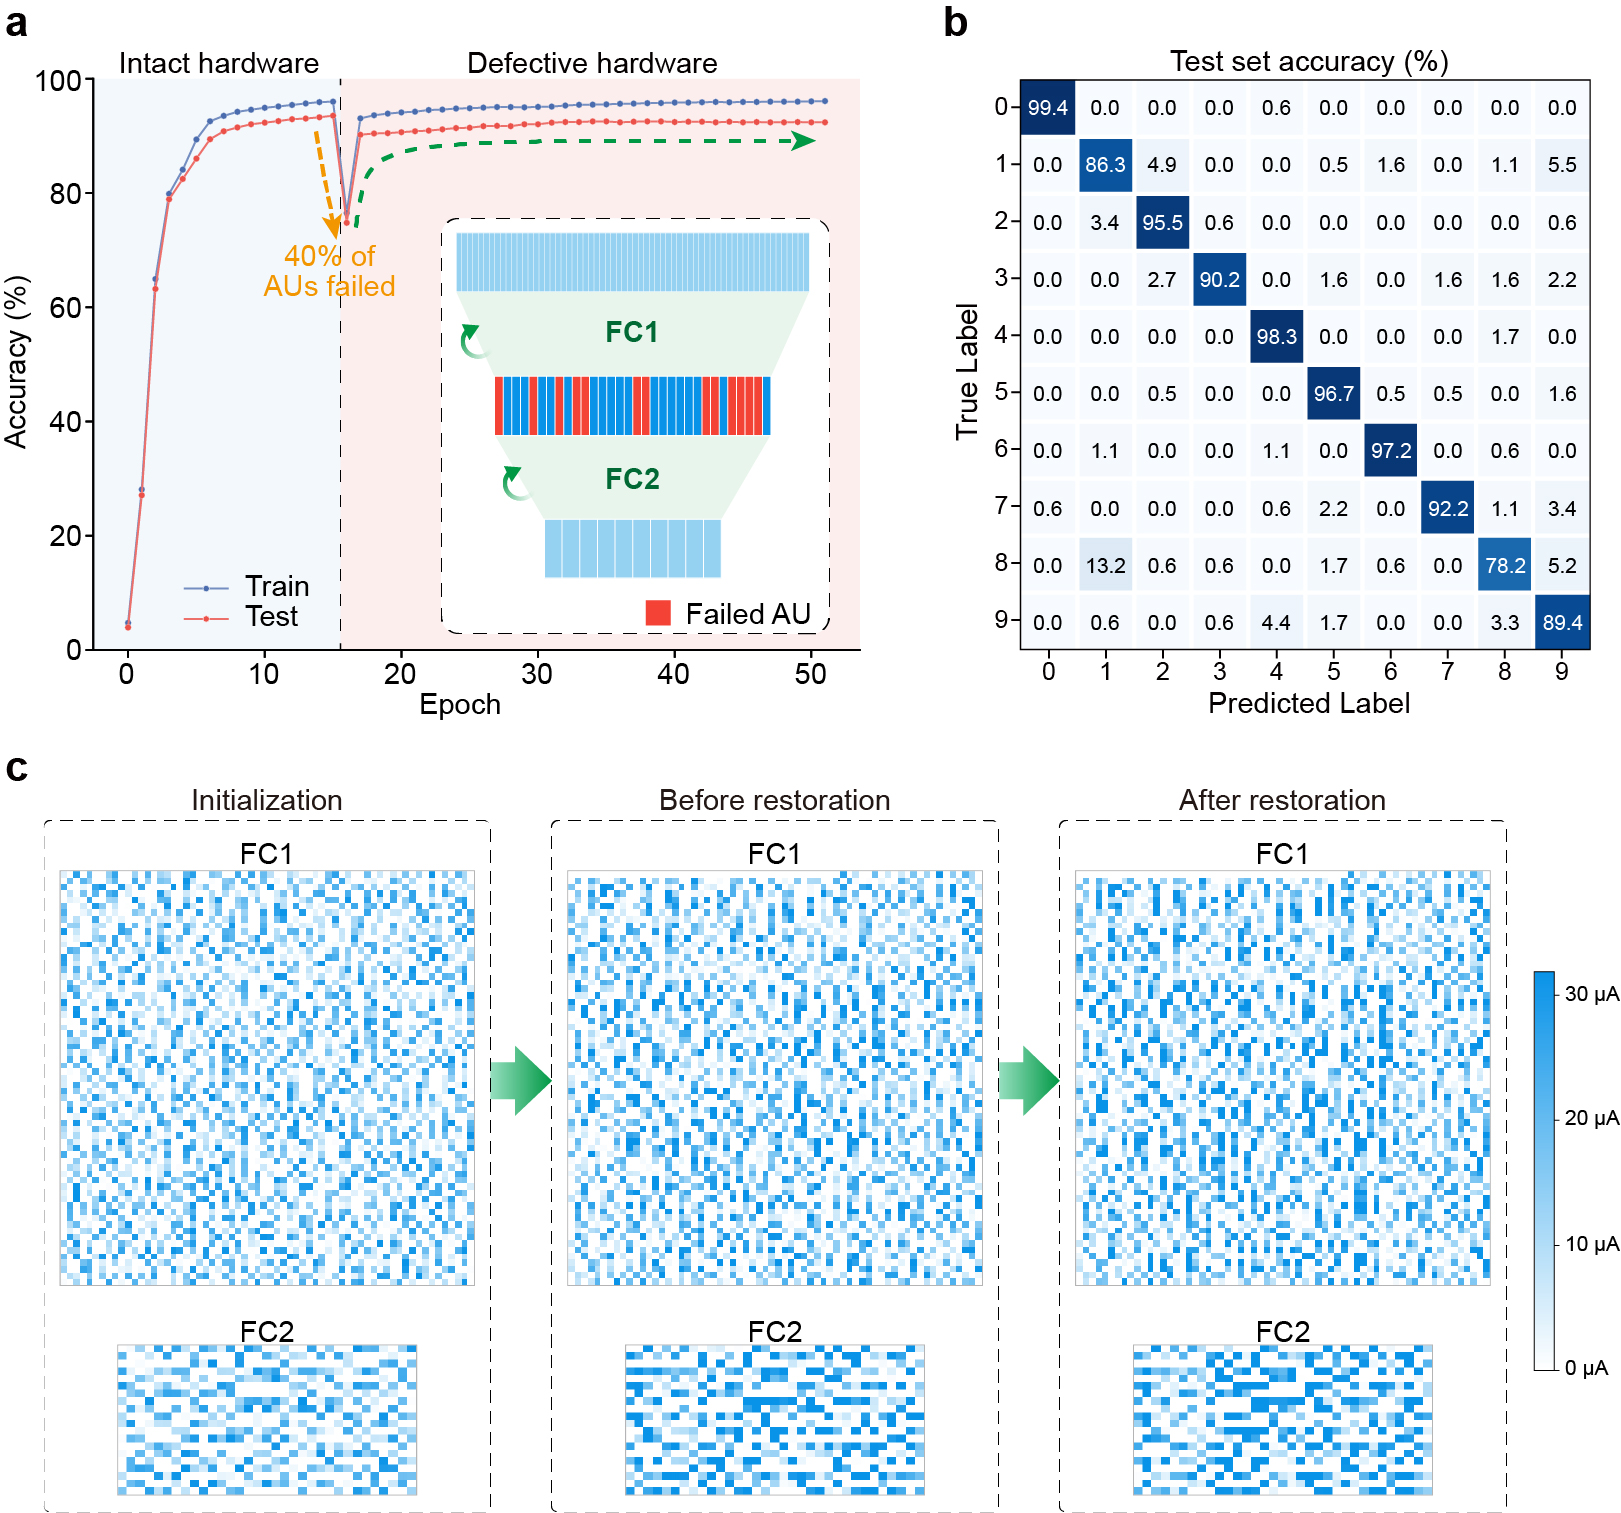 a
Intact hardware
Defective hardware
100
80
60
40
20
0
Accuracy (%)
40% of
AUs failed
FC1
FC2
Train
Test
Failed AU
0 10 20 30 40 50
Epoch
b
Test set accuracy (%)
0 99.4 0.0 0.0 0.0 0.6 0.0 0.0 0.0 0.0 0.0
1 0.0 86.3 4.9 0.0 0.0 0.5 1.6 0.0 1.1 5.5
2 0.0 3.4 95.5 0.6 0.0 0.0 0.0 0.0 0.0 0.6
3 0.0 0.0 2.7 90.2 0.0 1.6 0.0 1.6 1.6 2.2
4 0.0 0.0 0.0 0.0 98.3 0.0 0.0 0.0 1.7 0.0
5 0.0 0.0 0.5 0.0 0.0 96.7 0.5 0.5 0.0 1.6
6 0.0 1.1 0.0 0.0 1.1 0.0 97.2 0.0 0.6 0.0
7 0.6 0.0 0.0 0.0 0.6 2.2 0.0 92.2 1.1 3.4
8 0.0 13.2 0.6 0.6 0.0 1.7 0.6 0.0 78.2 5.2
9 0.0 0.6 0.0 0.6 4.4 1.7 0.0 0.0 3.3 89.4
True Label
0 1 2 3 4 5 6 7 8 9
Predicted Label
c
Initialization
Before restoration
After restoration
FC1
FC1
FC1
FC2
FC2
FC2
30 µA
20 µA
10 µA
0 µA